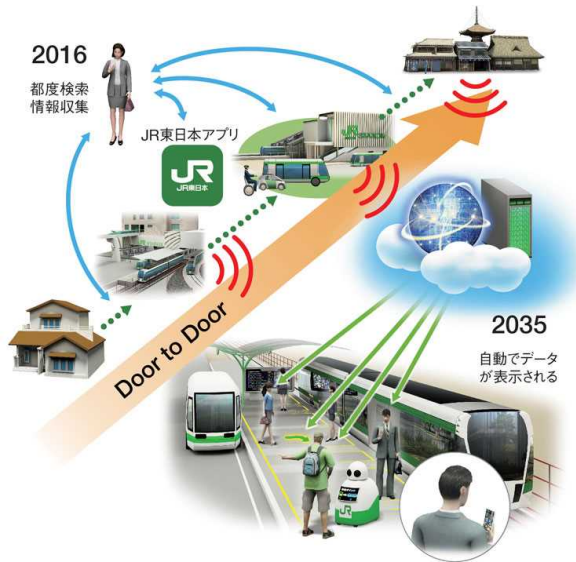 2016
都度検索
情報収集
JR東日本アプリ
JR
JR東日本
JR
Door to Door
2035
自動でデータ
が表示される
JR